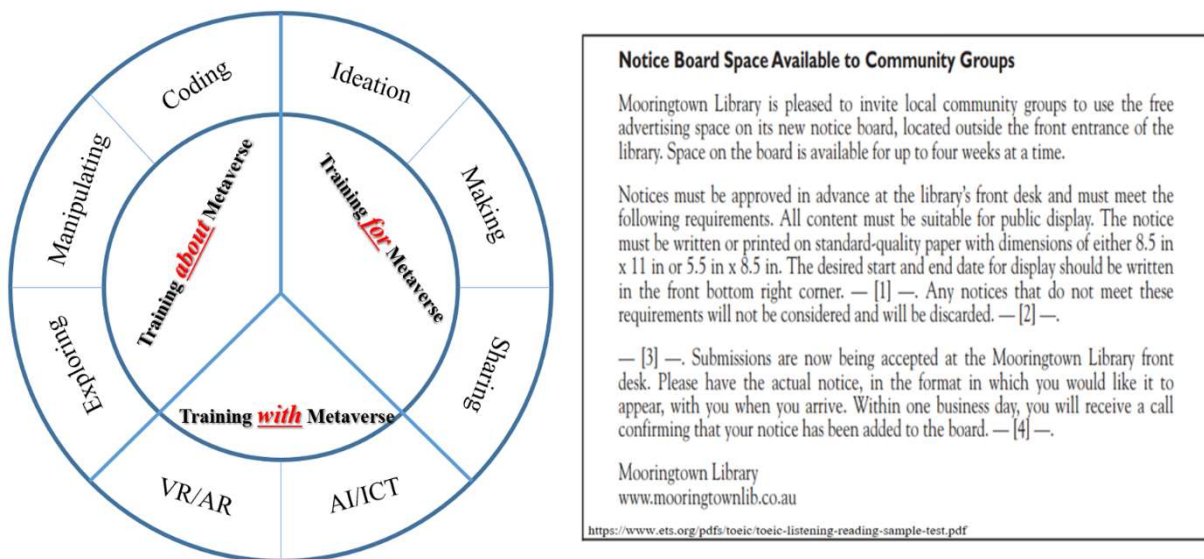 Coding
Ideation
Manipulating
Making
Exploring
Sharing
VR/AR
AI/ICT
Training about Metaverse
Training for Metaverse
Training with Metaverse
Notice Board Space Available to Community Groups
Mooringtown Library is pleased to invite local community groups to use the free
advertising space on its new notice board, located outside the front entrance of the
library. Space on the board is available for up to four weeks at a time.
Notices must be approved in advance at the library's front desk and must meet the
following requirements. All content must be suitable for public display. The notice
must be written or printed on standard-quality paper with dimensions of either 8.5 in
x 11 in or 5.5 in x 8.5 in. The desired start and end date for display should be written
in the front bottom right corner. — [1] —. Any notices that do not meet these
requirements will not be considered and will be discarded. — [2] —.
— [3] —. Submissions are now being accepted at the Mooringtown Library front
desk. Please have the actual notice, in the format in which you would like it to
appear, with you when you arrive. Within one business day, you will receive a call
confirming that your notice has been added to the board. — [4] —.
Mooringtown Library
www.mooringtownlib.co.au
https://www.ets.org/pdfs/toeic/toeic-listening-reading-sample-test.pdf